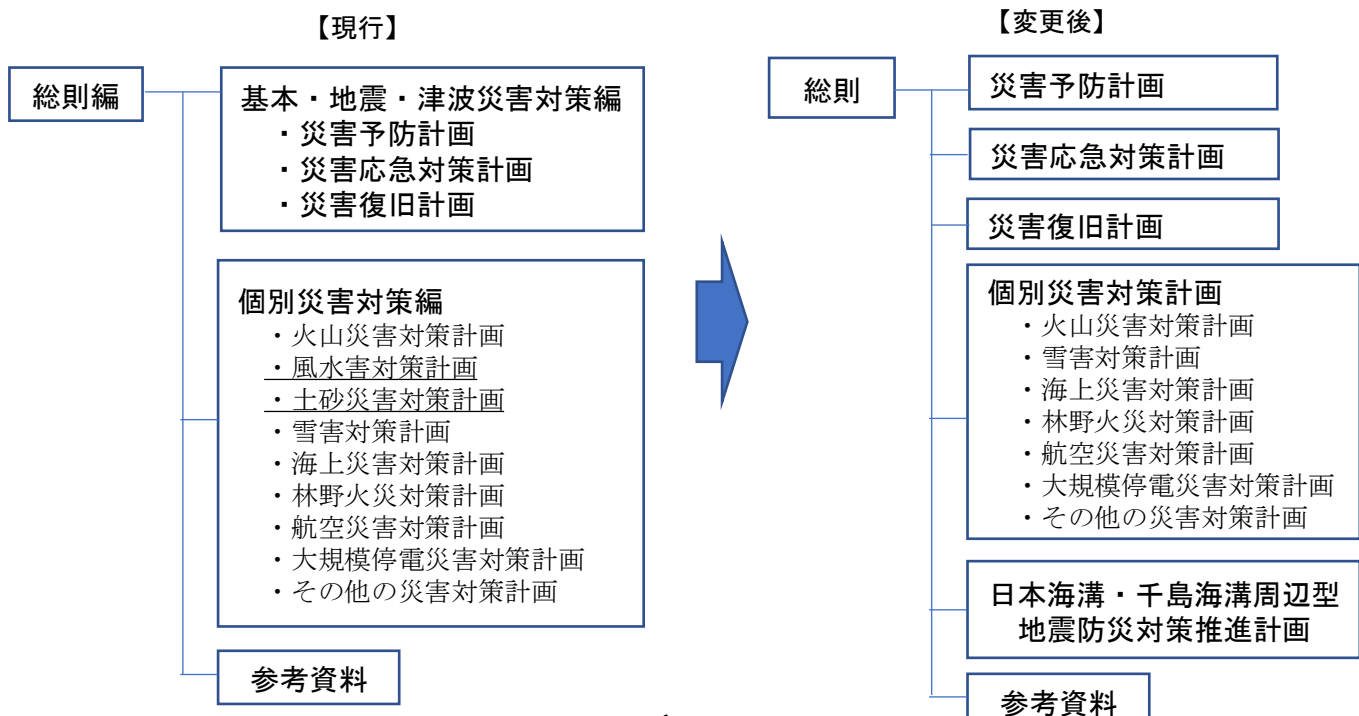 【現行】
総則編
基本・地震・津波災害対策編
・災害予防計画
・災害応急対策計画
・災害復旧計画
個別災害対策編
・火山災害対策計画
・風水害対策計画
・土砂災害対策計画
・雪害対策計画
・海上災害対策計画
・林野火災対策計画
・航空災害対策計画
・大規模停電災害対策計画
・その他の災害対策計画
参考資料
【変更後】
総則
災害予防計画
災害応急対策計画
災害復旧計画
個別災害対策計画
・火山災害対策計画
・雪害対策計画
・海上災害対策計画
・林野火災対策計画
・航空災害対策計画
・大規模停電災害対策計画
・その他の災害対策計画
日本海溝・千島海溝周辺型
地震防災対策推進計画
参考資料